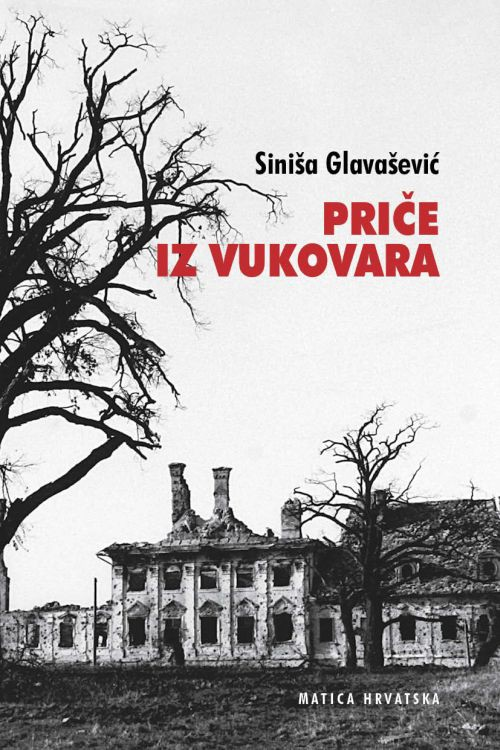 Siniša Glavašević
PRIČE
IZ VUKOVARA
MATICA HRVATSKA